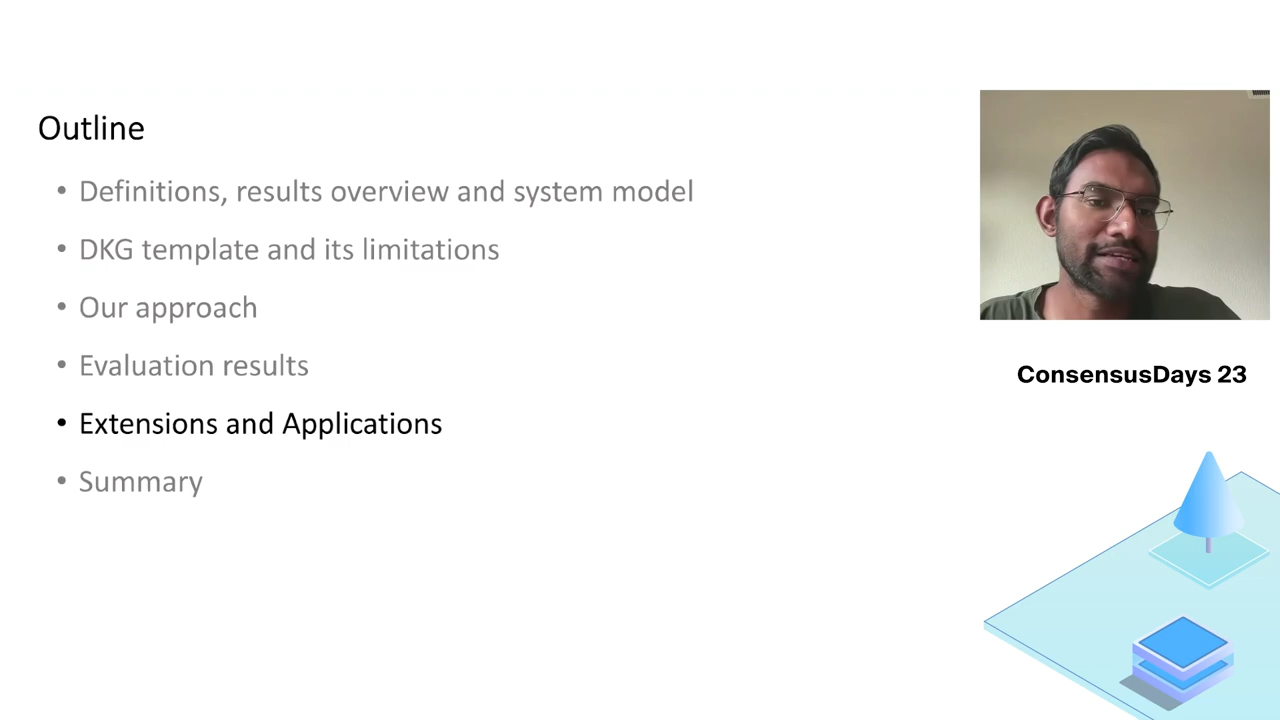 Outline
• Definitions, results overview and system model
• DKG template and its limitations
• Our approach
• Evaluation results
• Extensions and Applications
• Summary
ConsensusDays 23